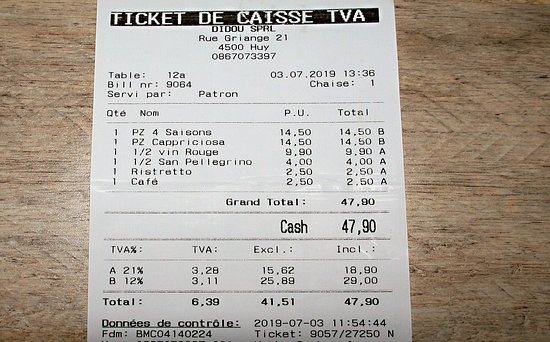 TICKET DE CAISSE TVA
DIDOU SPRL
Rue Griange 21
4500 Huy
0867073397
Table: 12a 03.07.2019 13:36
Bill nr: 9064 Chaise: 1
Servi par: Patron
Qté Nom P.U. Total
1 PZ 4 Saisons 14,50 14,50 B
1 PZ Cappriciosa 14,50 14,50 B
1 1/2 vin Rouge 9,90 9,90 A
1 1/2 San Pellegrino 4,00 4,00 A
1 Ristretto 2,50 2,50 A
1 Café 2,50 2,50 A
Grand Total: 47,90
Cash 47,90
TVA%: TVA: Excl.: Incl.:
A 21% 3,28 15,62 18,90
B 12% 3,11 25,89 29,00
Total: 6,39 41,51 47,90
Données de contrôle: 2019-07-03 11:54:44
Fdm: BMC04140224 Ticket: 9057/27250 N